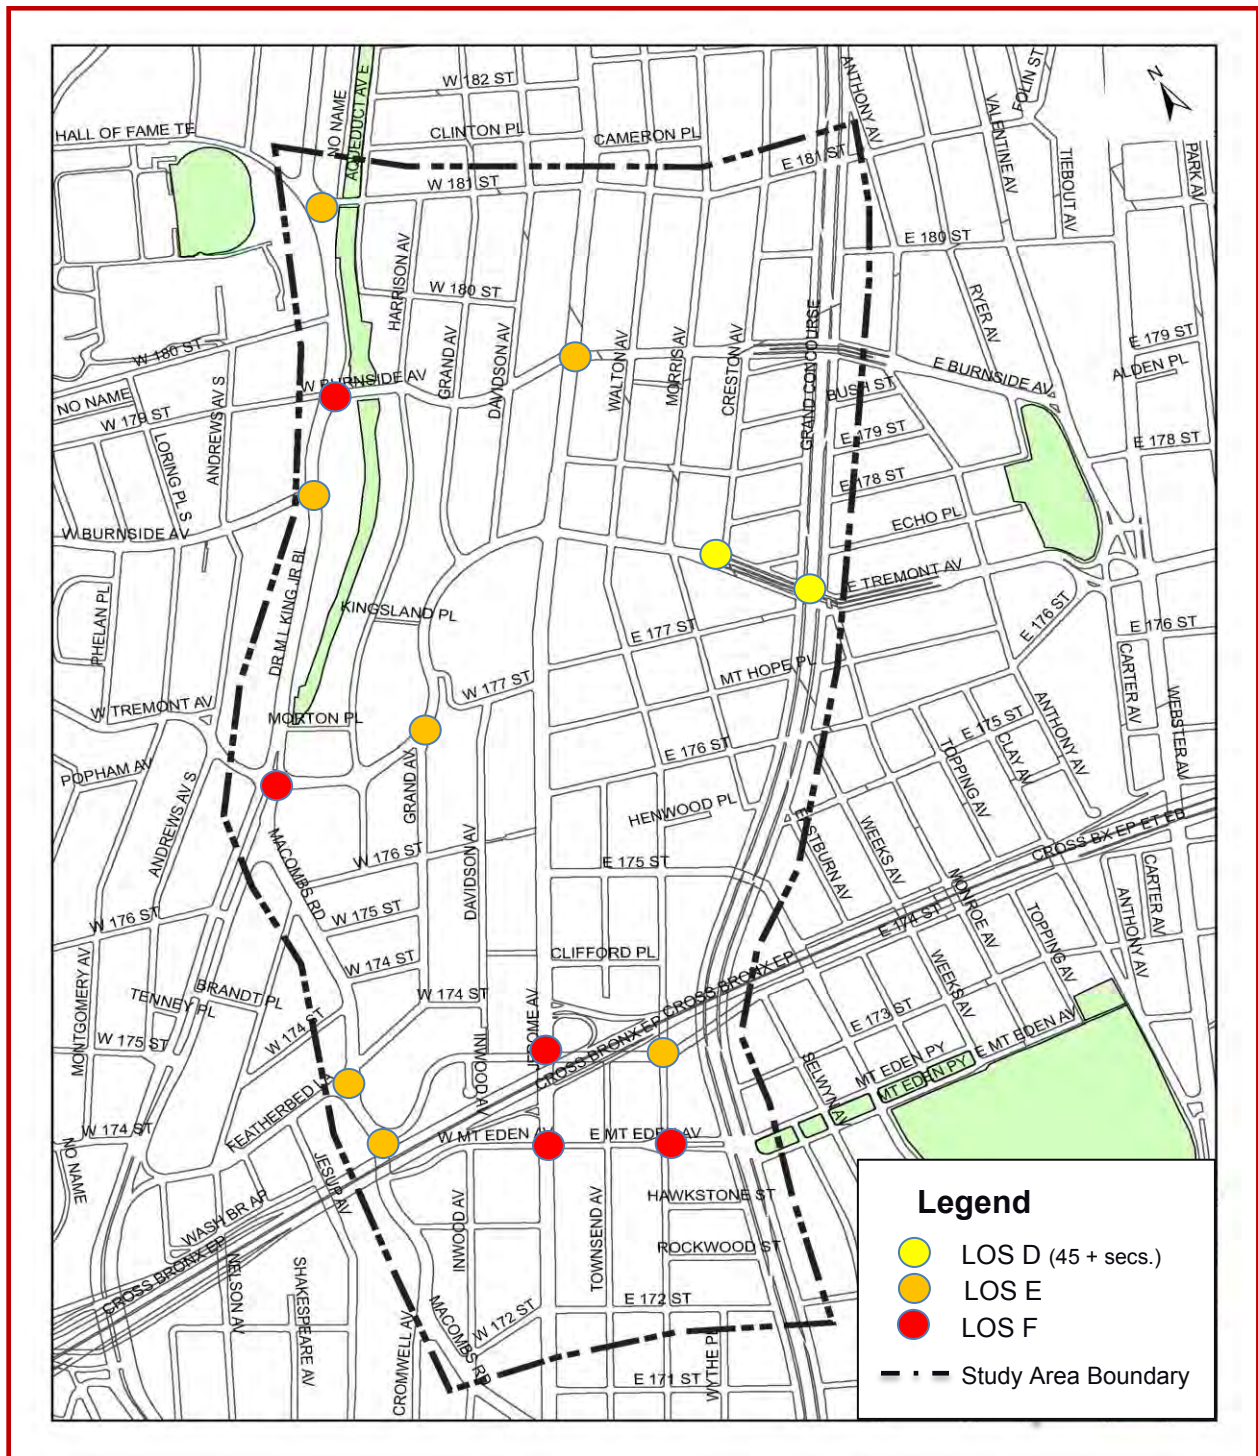 N
W 182 ST
HALL OF FAME TE
NO NAME
AQUEDUCT AV E
CLINTON PL
CAMERON PL
ANTHONY AV
FOLIN ST
VALENTINE AV
TIEBOUT AV
PARK AV
E 181 ST
W 181 ST
E 180 ST
HARRISON AV
W 180 ST
RYER AV
GRAND AV
DAVIDSON AV
WALTON AV
MORRIS AV
CRESTON AV
GRAND CONCOURSE
E 179 ST
ALDEN PL
W 180 ST
W BURNSIDE AV
E BURNSIDE AV
BUSH ST
NO NAME
W 179 ST
LORING PL S
ANDREWS AV S
E 179 ST
E 178 ST
E 178 ST
W BURNSIDE AV
ECHO PL
E TREMONT AV
PHELAN PL
DR M L KING JR BL
KINGSLAND PL
E 177 ST
E 176 ST
E 176 ST
MT HOPE PL
W 177 ST
CARTER AV
WEBSTER AV
W TREMONT AV
MORTON PL
E 175 ST
ANTHONY AV
E 176 ST
CLAY AV
TOPPING AV
POPHAM AV
ANDREWS AV S
GRAND AV
HENWOOD PL
EASTBURN AV
WEEKS AV
CROSS BX EP ET EB
MACOMBS RD
W 176 ST
DAVIDSON AV
E 175 ST
MONROE AV
TOPPING AV
CARTER AV
ANTHONY AV
W 176 ST
W 175 ST
E 174 ST
MONTGOMERY AV
W 174 ST
CLIFFORD PL
WEEKS AV
BRANDT PL
TENNEY PL
W 174 ST
CROSS BRONX EP
E 173 ST
W 175 ST
W 174 ST
INWOOD AV
JEROME AV
CROSS BRONX EP
SELWYN AV
MT EDEN PY
E MT EDEN AV
MT EDEN PY
FEATHERBED LA
W 174 ST
W MT EDEN AV
E MT EDEN AV
NO NAME
JESUP AV
WASH BR AP
INWOOD AV
TOWNSEND AV
HAWKSTONE ST
ROCKWOOD ST
CROSS BRONX EP
NELSON AV
SHAKESPEARE AV
CROMWELL AV
MACOMBS RD
W 172 ST
E 172 ST
WYTHE PL
E 171 ST
Legend
LOS D (45 + secs.)
LOS E
LOS F
Study Area Boundary